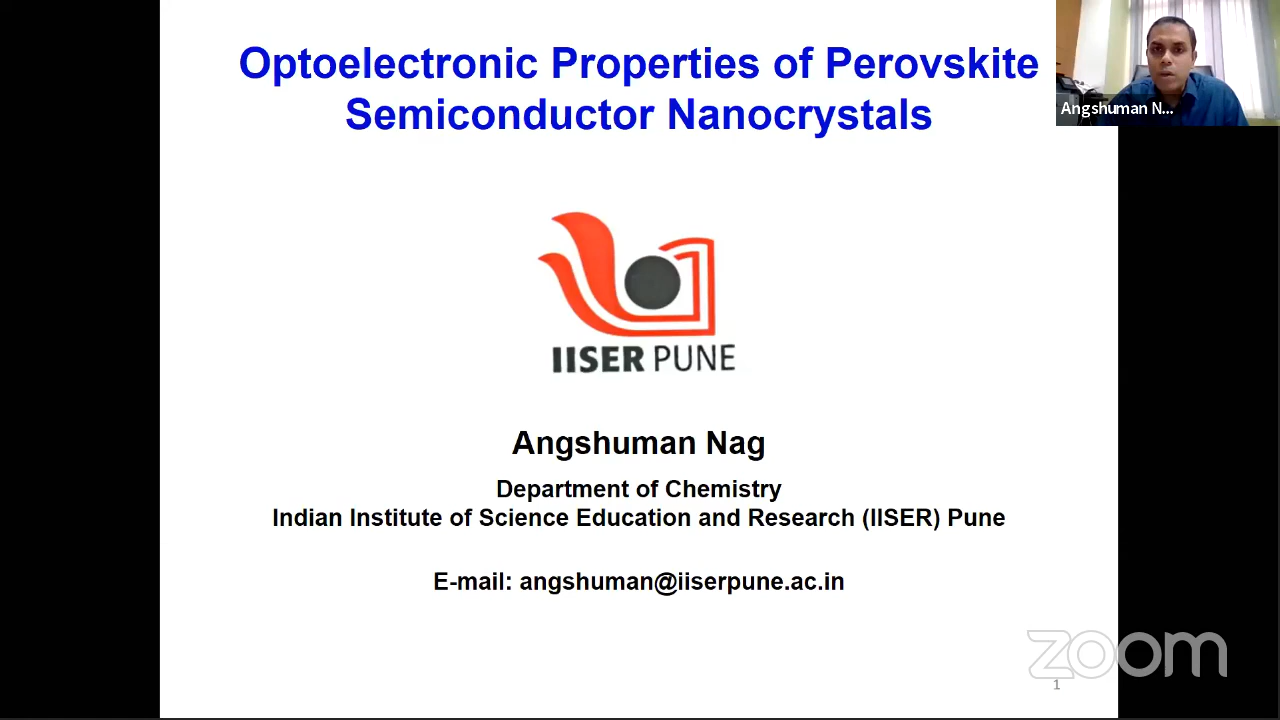 Optoelectronic Properties of Perovskite
Semiconductor Nanocrystals
Angshuman N...
IISER PUNE
Angshuman Nag
Department of Chemistry
Indian Institute of Science Education and Research (IISER) Pune
E-mail: angshuman@iiserpune.ac.in
zoom
1